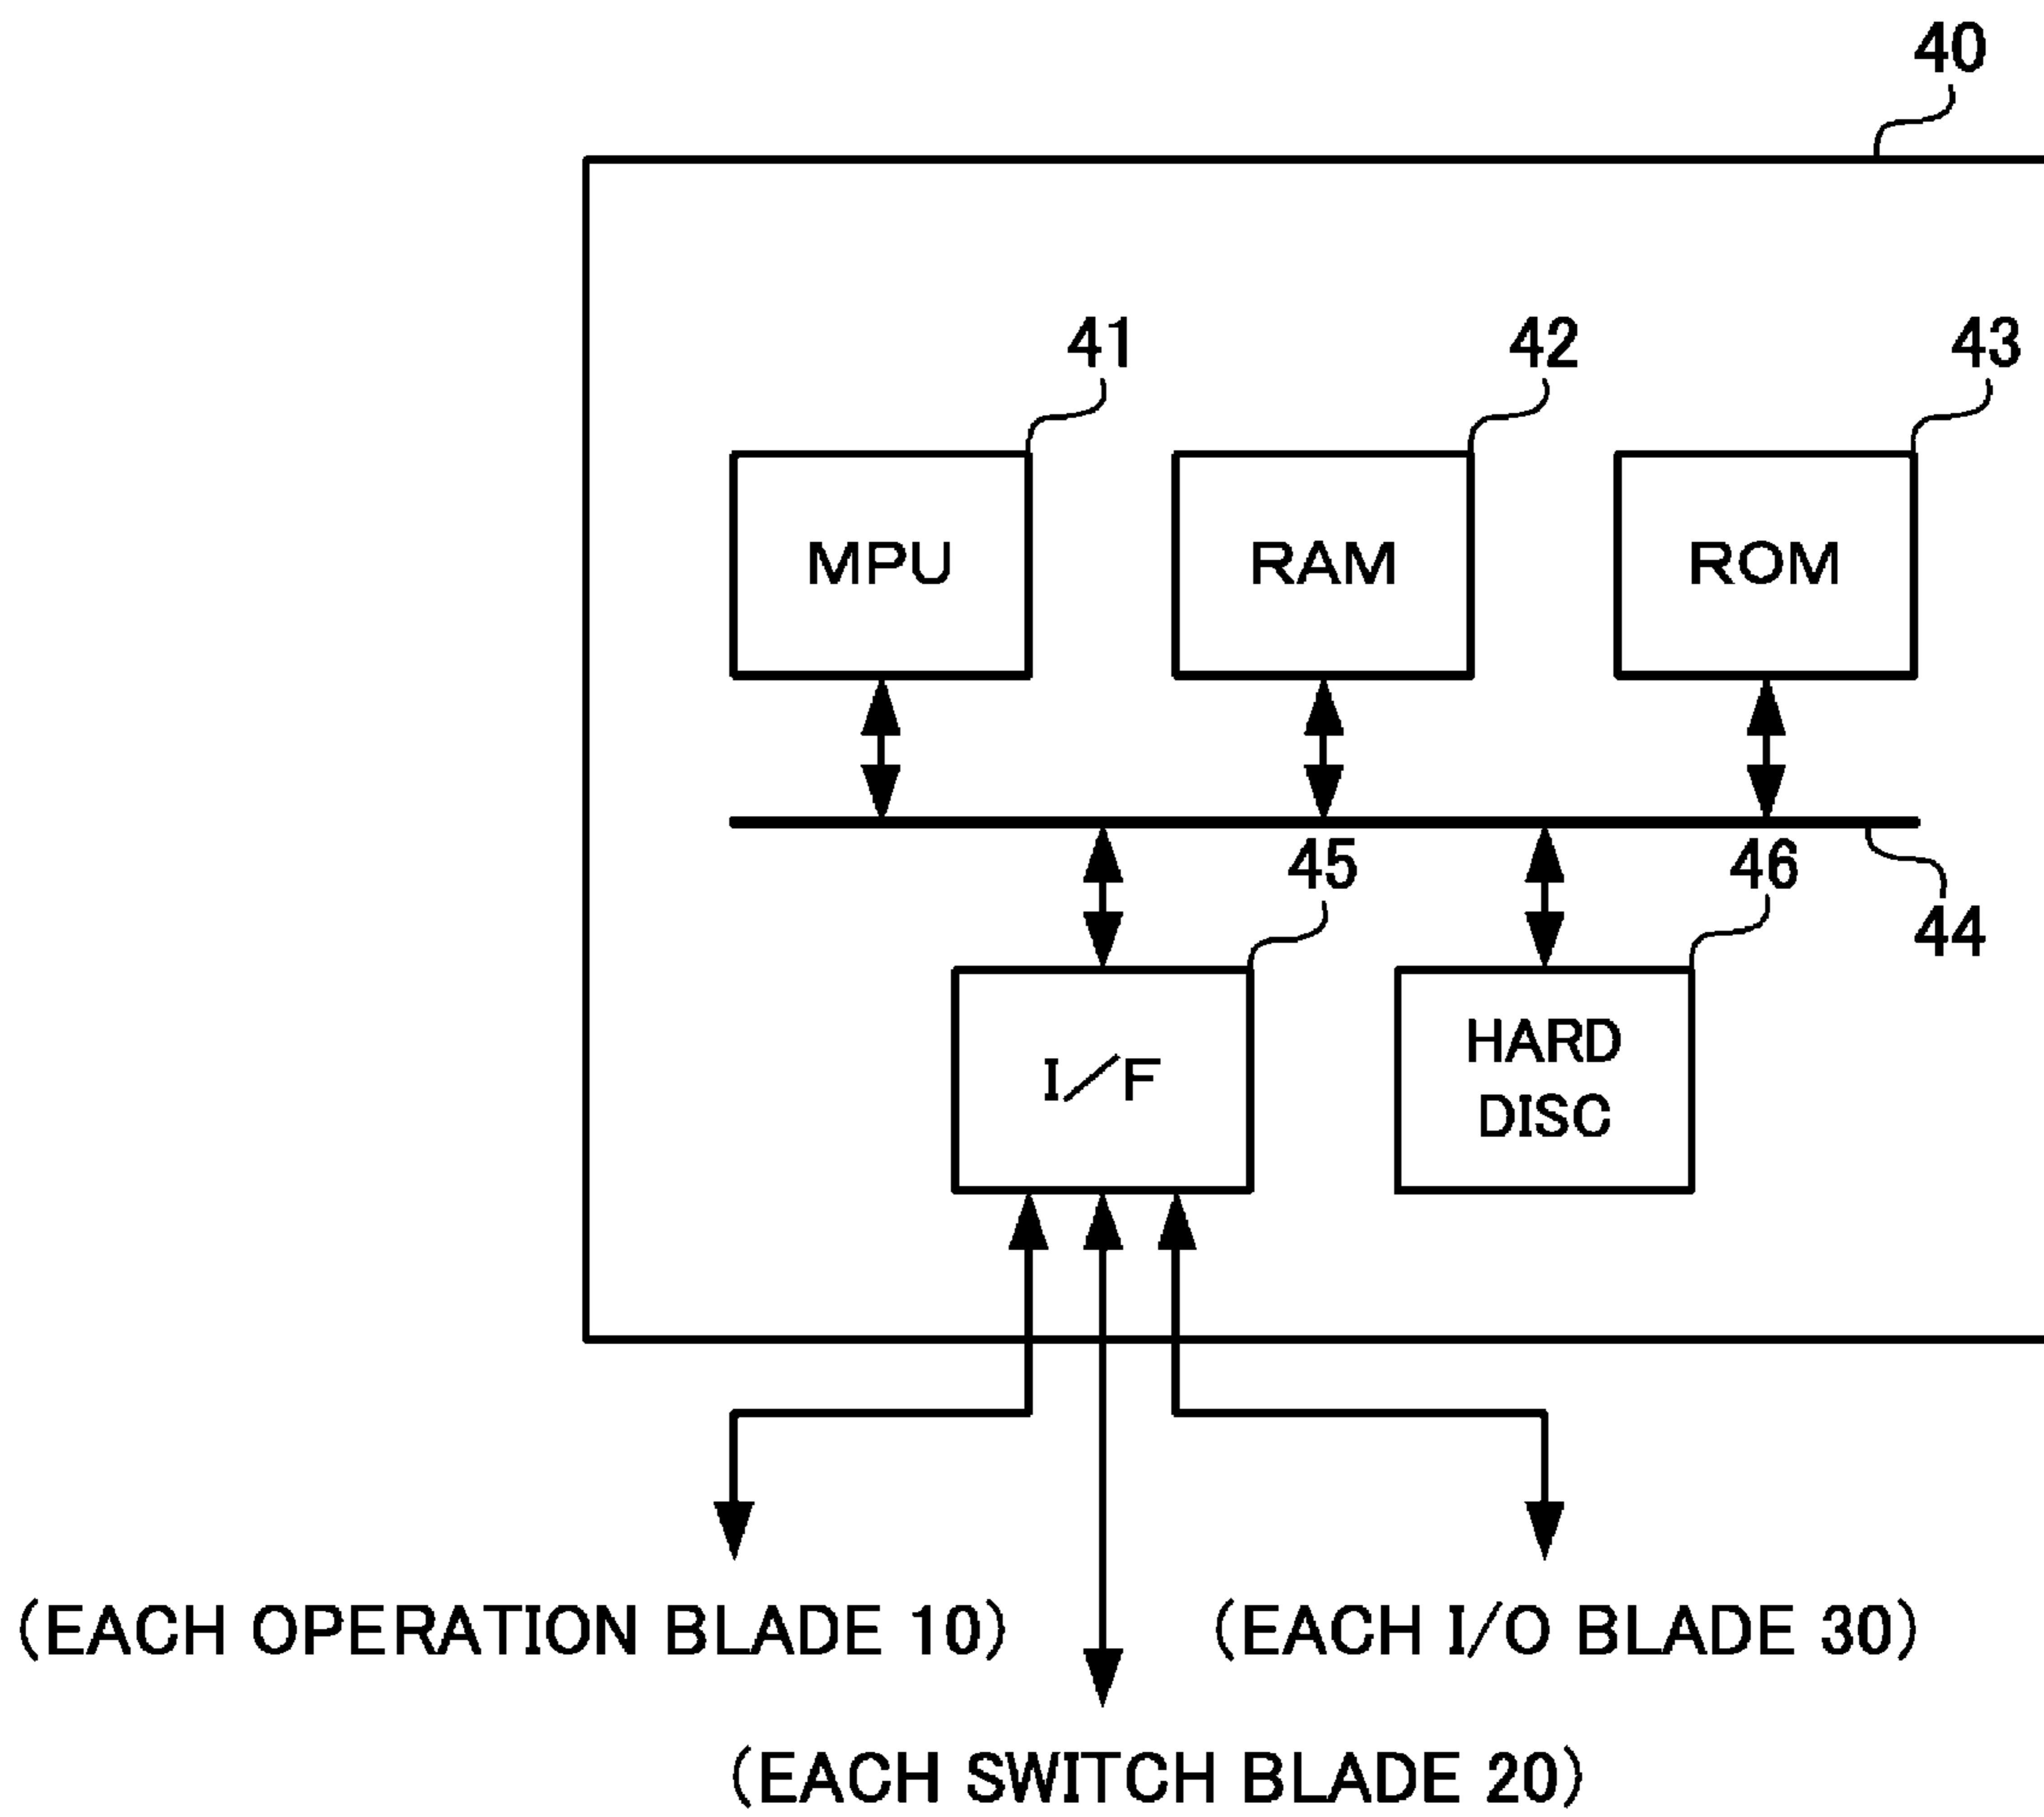 40
41
42
43
MPU
RAM
ROM
45
46
44
I/F
HARD
DISC
(EACH OPERATION BLADE 10)
(EACH I/O BLADE 30)
(EACH SWITCH BLADE 20)